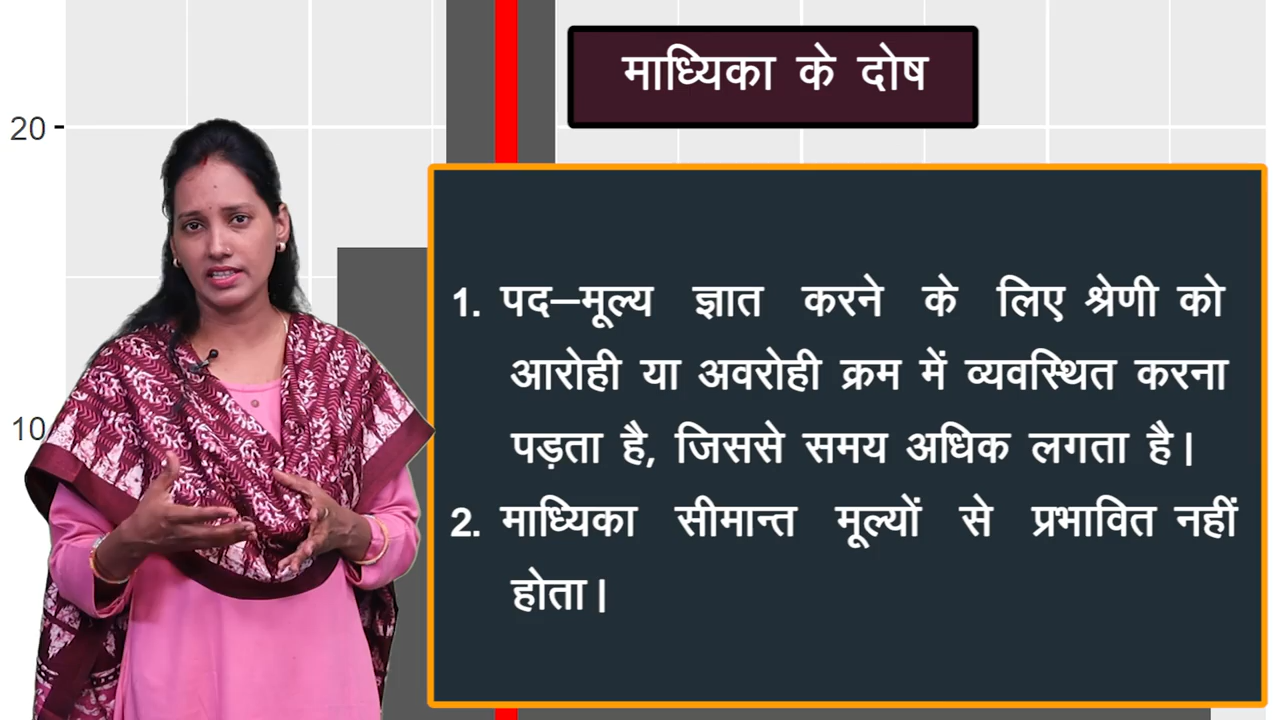 माध्यिका के दोष
20
10
1. पद–मूल्य ज्ञात करने के लिए श्रेणी को
आरोही या अवरोही क्रम में व्यवस्थित करना
पड़ता है, जिससे समय अधिक लगता है।
2. माध्यिका सीमान्त मूल्यों से प्रभावित नहीं
होता।